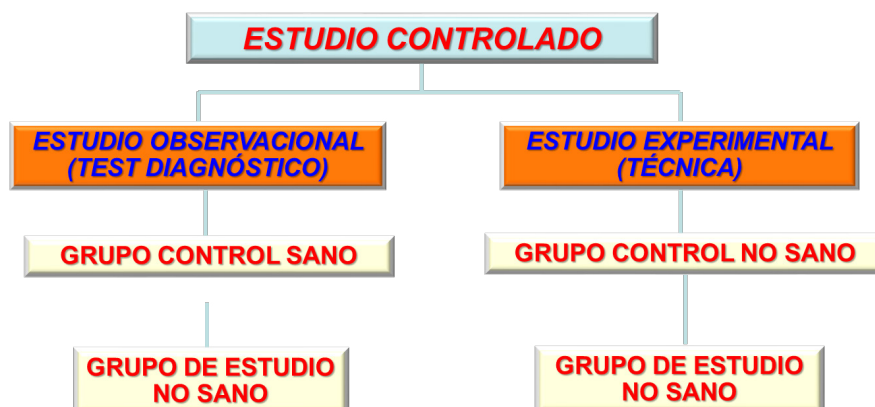 ESTUDIO CONTROLADO
ESTUDIO OBSERVACIONAL
(TEST DIAGNÓSTICO)
ESTUDIO EXPERIMENTAL
(TÉCNICA)
GRUPO CONTROL SANO
GRUPO CONTROL NO SANO
GRUPO DE ESTUDIO
NO SANO
GRUPO DE ESTUDIO
NO SANO